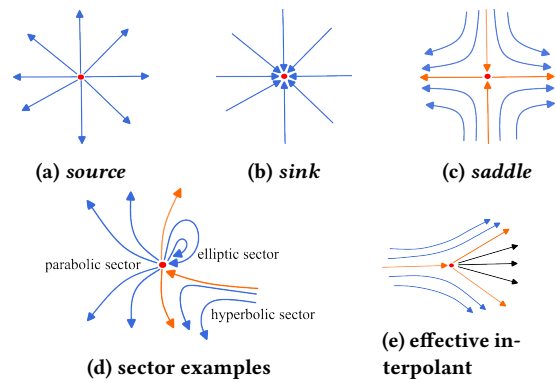 (a) source
(b) sink
(c) saddle
elliptic sector
parabolic sector
hyperbolic sector
(d) sector examples
(e) effective in-
terpolant